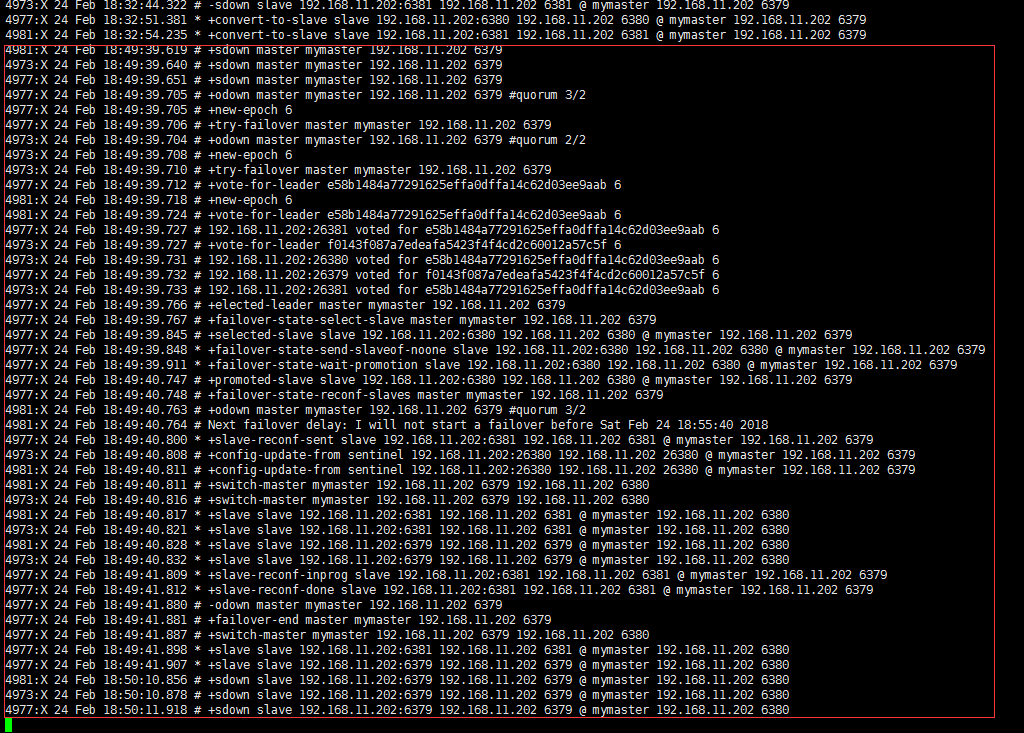 4973:X 24 Feb 18:32:44.322 # -sdown slave 192.168.11.202:6381 192.168.11.202 6381 @ mymaster 192.168.11.202 6379
4977:X 24 Feb 18:32:51.381 * +convert-to-slave slave 192.168.11.202:6380 192.168.11.202 6380 @ mymaster 192.168.11.202 6379
4981:X 24 Feb 18:32:54.235 * +convert-to-slave slave 192.168.11.202:6381 192.168.11.202 6381 @ mymaster 192.168.11.202 6379
4981:X 24 Feb 18:49:39.619 # +sdown master mymaster 192.168.11.202 6379
4973:X 24 Feb 18:49:39.640 # +sdown master mymaster 192.168.11.202 6379
4977:X 24 Feb 18:49:39.651 # +sdown master mymaster 192.168.11.202 6379
4977:X 24 Feb 18:49:39.705 # +odown master mymaster 192.168.11.202 6379 #quorum 3/2
4977:X 24 Feb 18:49:39.705 # +new-epoch 6
4977:X 24 Feb 18:49:39.706 # +try-failover master mymaster 192.168.11.202 6379
4973:X 24 Feb 18:49:39.704 # +odown master mymaster 192.168.11.202 6379 #quorum 2/2
4973:X 24 Feb 18:49:39.708 # +new-epoch 6
4973:X 24 Feb 18:49:39.710 # +try-failover master mymaster 192.168.11.202 6379
4977:X 24 Feb 18:49:39.712 # +vote-for-leader e58b1484a77291625effa0dffa14c62d03ee9aab 6
4981:X 24 Feb 18:49:39.718 # +new-epoch 6
4981:X 24 Feb 18:49:39.724 # +vote-for-leader e58b1484a77291625effa0dffa14c62d03ee9aab 6
4977:X 24 Feb 18:49:39.727 # 192.168.11.202:26381 voted for e58b1484a77291625effa0dffa14c62d03ee9aab 6
4973:X 24 Feb 18:49:39.727 # +vote-for-leader f0143f087a7edeafa5423f4f4cd2c60012a57c5f 6
4973:X 24 Feb 18:49:39.731 # 192.168.11.202:26380 voted for e58b1484a77291625effa0dffa14c62d03ee9aab 6
4977:X 24 Feb 18:49:39.732 # 192.168.11.202:26379 voted for f0143f087a7edeafa5423f4f4cd2c60012a57c5f 6
4973:X 24 Feb 18:49:39.733 # 192.168.11.202:26381 voted for e58b1484a77291625effa0dffa14c62d03ee9aab 6
4977:X 24 Feb 18:49:39.766 # +elected-leader master mymaster 192.168.11.202 6379
4977:X 24 Feb 18:49:39.767 # +failover-state-select-slave master mymaster 192.168.11.202 6379
4977:X 24 Feb 18:49:39.845 # +selected-slave slave 192.168.11.202:6380 192.168.11.202 6380 @ mymaster 192.168.11.202 6379
4977:X 24 Feb 18:49:39.848 * +failover-state-send-slaveof-noone slave 192.168.11.202:6380 192.168.11.202 6380 @ mymaster 192.168.11.202 6379
4977:X 24 Feb 18:49:39.911 * +failover-state-wait-promotion slave 192.168.11.202:6380 192.168.11.202 6380 @ mymaster 192.168.11.202 6379
4977:X 24 Feb 18:49:40.747 # +promoted-slave slave 192.168.11.202:6380 192.168.11.202 6380 @ mymaster 192.168.11.202 6379
4977:X 24 Feb 18:49:40.748 # +failover-state-reconf-slaves master mymaster 192.168.11.202 6379
4981:X 24 Feb 18:49:40.763 # +odown master mymaster 192.168.11.202 6379 #quorum 3/2
4981:X 24 Feb 18:49:40.764 # Next failover delay: I will not start a failover before Sat Feb 24 18:55:40 2018
4977:X 24 Feb 18:49:40.800 * +slave-reconf-sent slave 192.168.11.202:6381 192.168.11.202 6381 @ mymaster 192.168.11.202 6379
4973:X 24 Feb 18:49:40.808 # +config-update-from sentinel 192.168.11.202:26380 192.168.11.202 26380 @ mymaster 192.168.11.202 6379
4981:X 24 Feb 18:49:40.811 # +config-update-from sentinel 192.168.11.202:26380 192.168.11.202 26380 @ mymaster 192.168.11.202 6379
4981:X 24 Feb 18:49:40.811 # +switch-master mymaster 192.168.11.202 6379 192.168.11.202 6380
4973:X 24 Feb 18:49:40.816 # +switch-master mymaster 192.168.11.202 6379 192.168.11.202 6380
4981:X 24 Feb 18:49:40.817 * +slave slave 192.168.11.202:6381 192.168.11.202 6381 @ mymaster 192.168.11.202 6380
4973:X 24 Feb 18:49:40.821 * +slave slave 192.168.11.202:6381 192.168.11.202 6381 @ mymaster 192.168.11.202 6380
4981:X 24 Feb 18:49:40.828 * +slave slave 192.168.11.202:6379 192.168.11.202 6379 @ mymaster 192.168.11.202 6380
4973:X 24 Feb 18:49:40.832 * +slave slave 192.168.11.202:6379 192.168.11.202 6379 @ mymaster 192.168.11.202 6380
4977:X 24 Feb 18:49:41.809 * +slave-reconf-inprog slave 192.168.11.202:6381 192.168.11.202 6381 @ mymaster 192.168.11.202 6379
4977:X 24 Feb 18:49:41.812 * +slave-reconf-done slave 192.168.11.202:6381 192.168.11.202 6381 @ mymaster 192.168.11.202 6379
4977:X 24 Feb 18:49:41.880 # -odown master mymaster 192.168.11.202 6379
4977:X 24 Feb 18:49:41.881 # +failover-end master mymaster 192.168.11.202 6379
4977:X 24 Feb 18:49:41.887 # +switch-master mymaster 192.168.11.202 6379 192.168.11.202 6380
4977:X 24 Feb 18:49:41.898 * +slave slave 192.168.11.202:6381 192.168.11.202 6381 @ mymaster 192.168.11.202 6380
4977:X 24 Feb 18:49:41.907 * +slave slave 192.168.11.202:6379 192.168.11.202 6379 @ mymaster 192.168.11.202 6380
4981:X 24 Feb 18:50:10.856 # +sdown slave 192.168.11.202:6379 192.168.11.202 6379 @ mymaster 192.168.11.202 6380
4973:X 24 Feb 18:50:10.878 # +sdown slave 192.168.11.202:6379 192.168.11.202 6379 @ mymaster 192.168.11.202 6380
4977:X 24 Feb 18:50:11.918 # +sdown slave 192.168.11.202:6379 192.168.11.202 6379 @ mymaster 192.168.11.202 6380